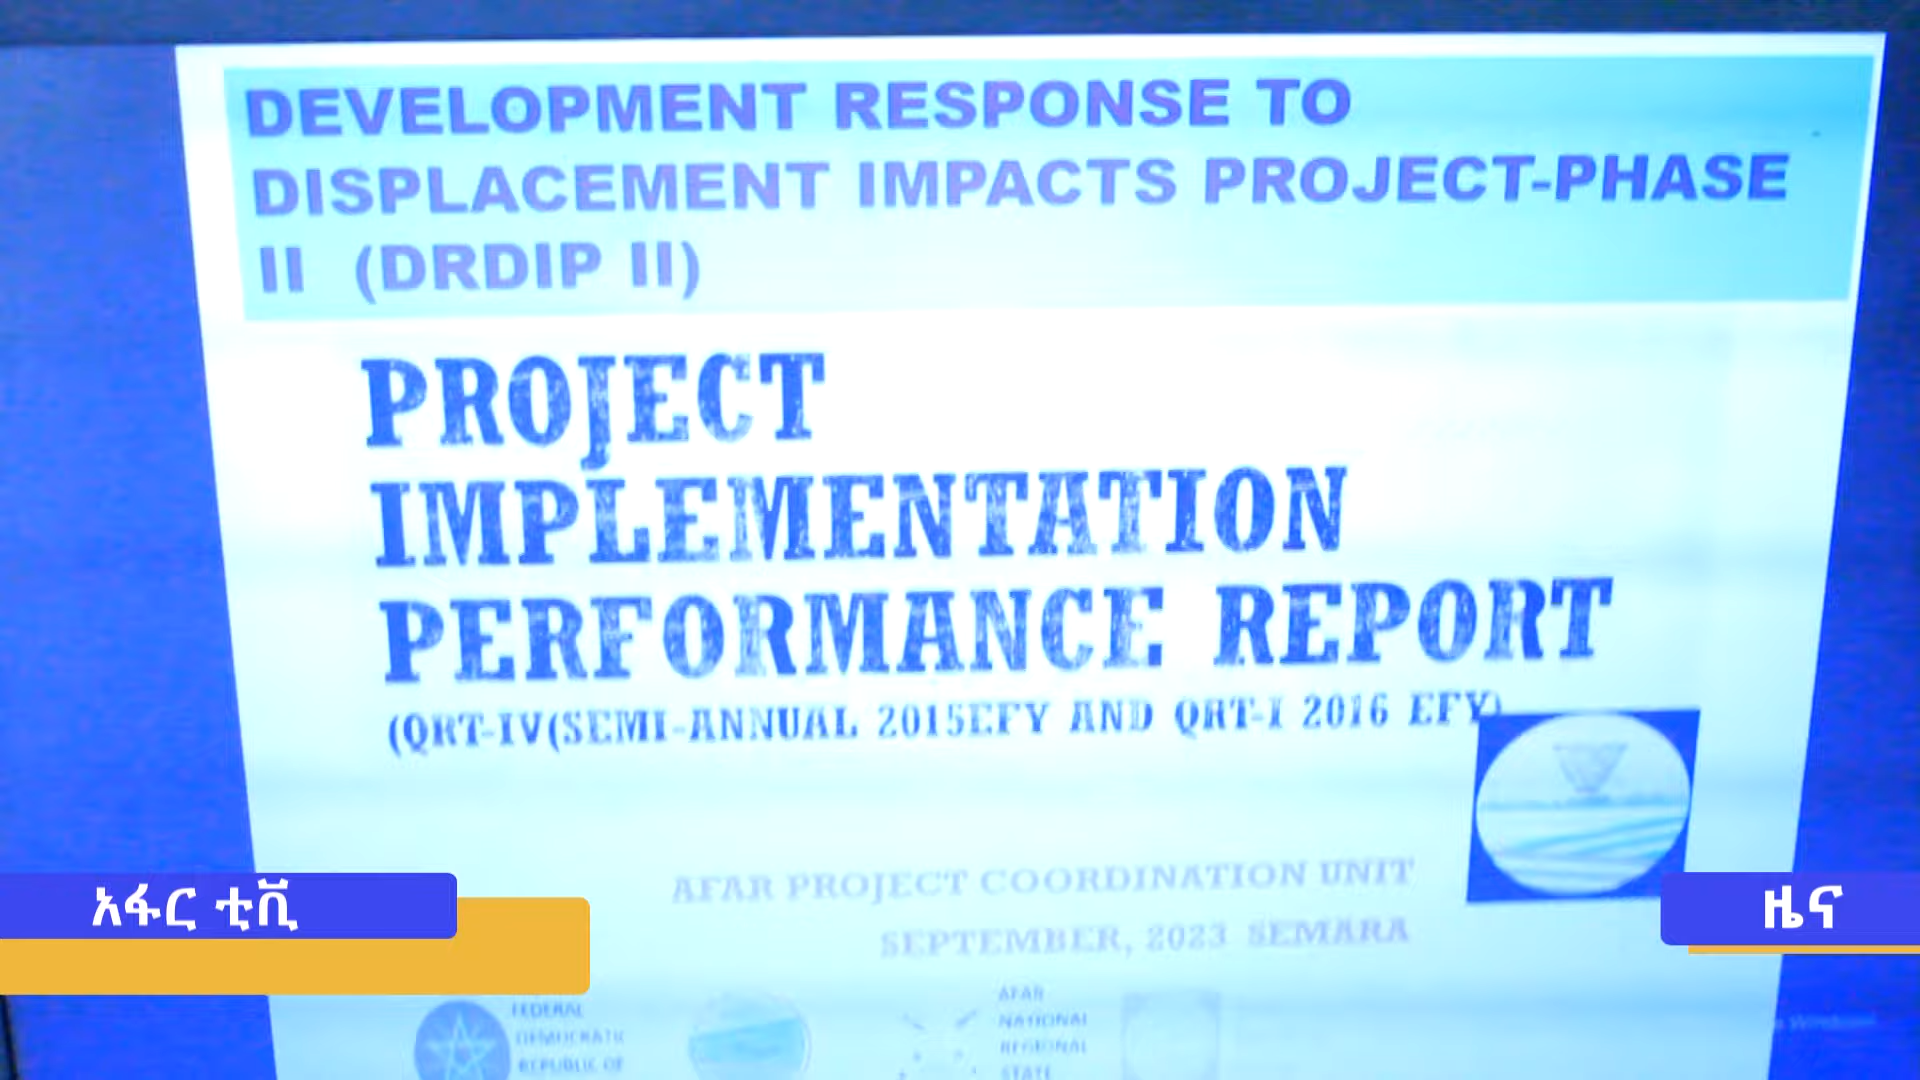 DEVELOPMENT RESPONSE TO
DISPLACEMENT IMPACTS PROJECT-PHASE
II (DRDIP II)
PROJECT
IMPLEMENTATION
PERFORMANCE REPORT
(QRT-IV(SEMI-ANNUAL 2015EFY AND QRT-I 2016 EFY)
AFAR PROJECT COORDINATION UNIT
SEPTEMBER, 2023 SEMARA
አፋር ቲቪ
ዜና
FEDERAL
DEMOCRATIC
REPUBLIC OF
AFAR
NATIONAL
REGIONAL
STATE